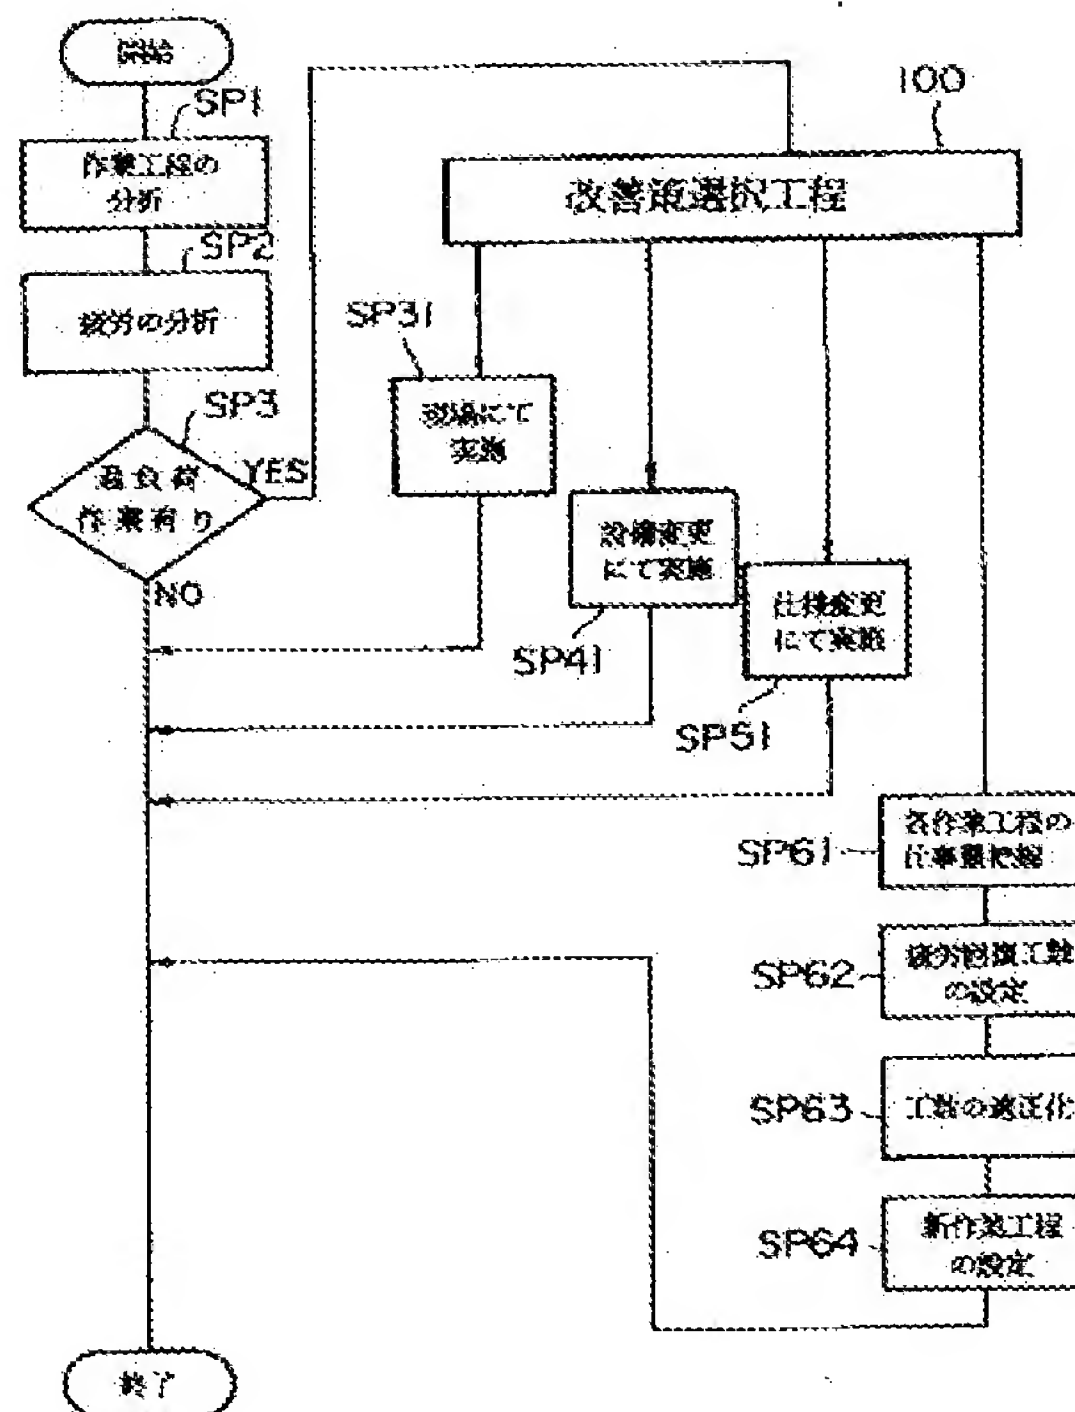 開始
SP1
作業工程の
分析
SP2
疲労の分析
SP3
過負荷
作業有り
YES
NO
100
改善策選択工程
SP31
現場にて
実施
設備変更
にて実施
SP41
仕様変更
にて実施
SP51
SP61
各作業工程の
仕事量把握
SP62
疲労回復工数
の設定
SP63
工数の適正化
SP64
新作業工程
の設定
終了